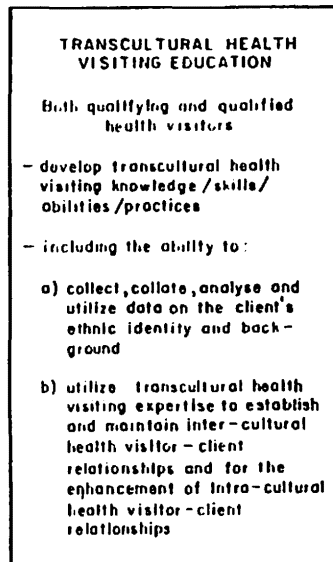 TRANSCULTURAL HEALTH
VISITING EDUCATION
Both qualifying and qualified
health visitors
- develop transcultural health
visiting knowledge/skills/
abilities/practices
- including the ability to:
a) collect, collate, analyse and
utilize data on the client's
ethnic identity and back-
ground
b) utilize transcultural health
visiting expertise to establish
and maintain inter-cultural
health visitor-client
relationships and for the
enhancement of intra-cultural
health visitor-client
relationships